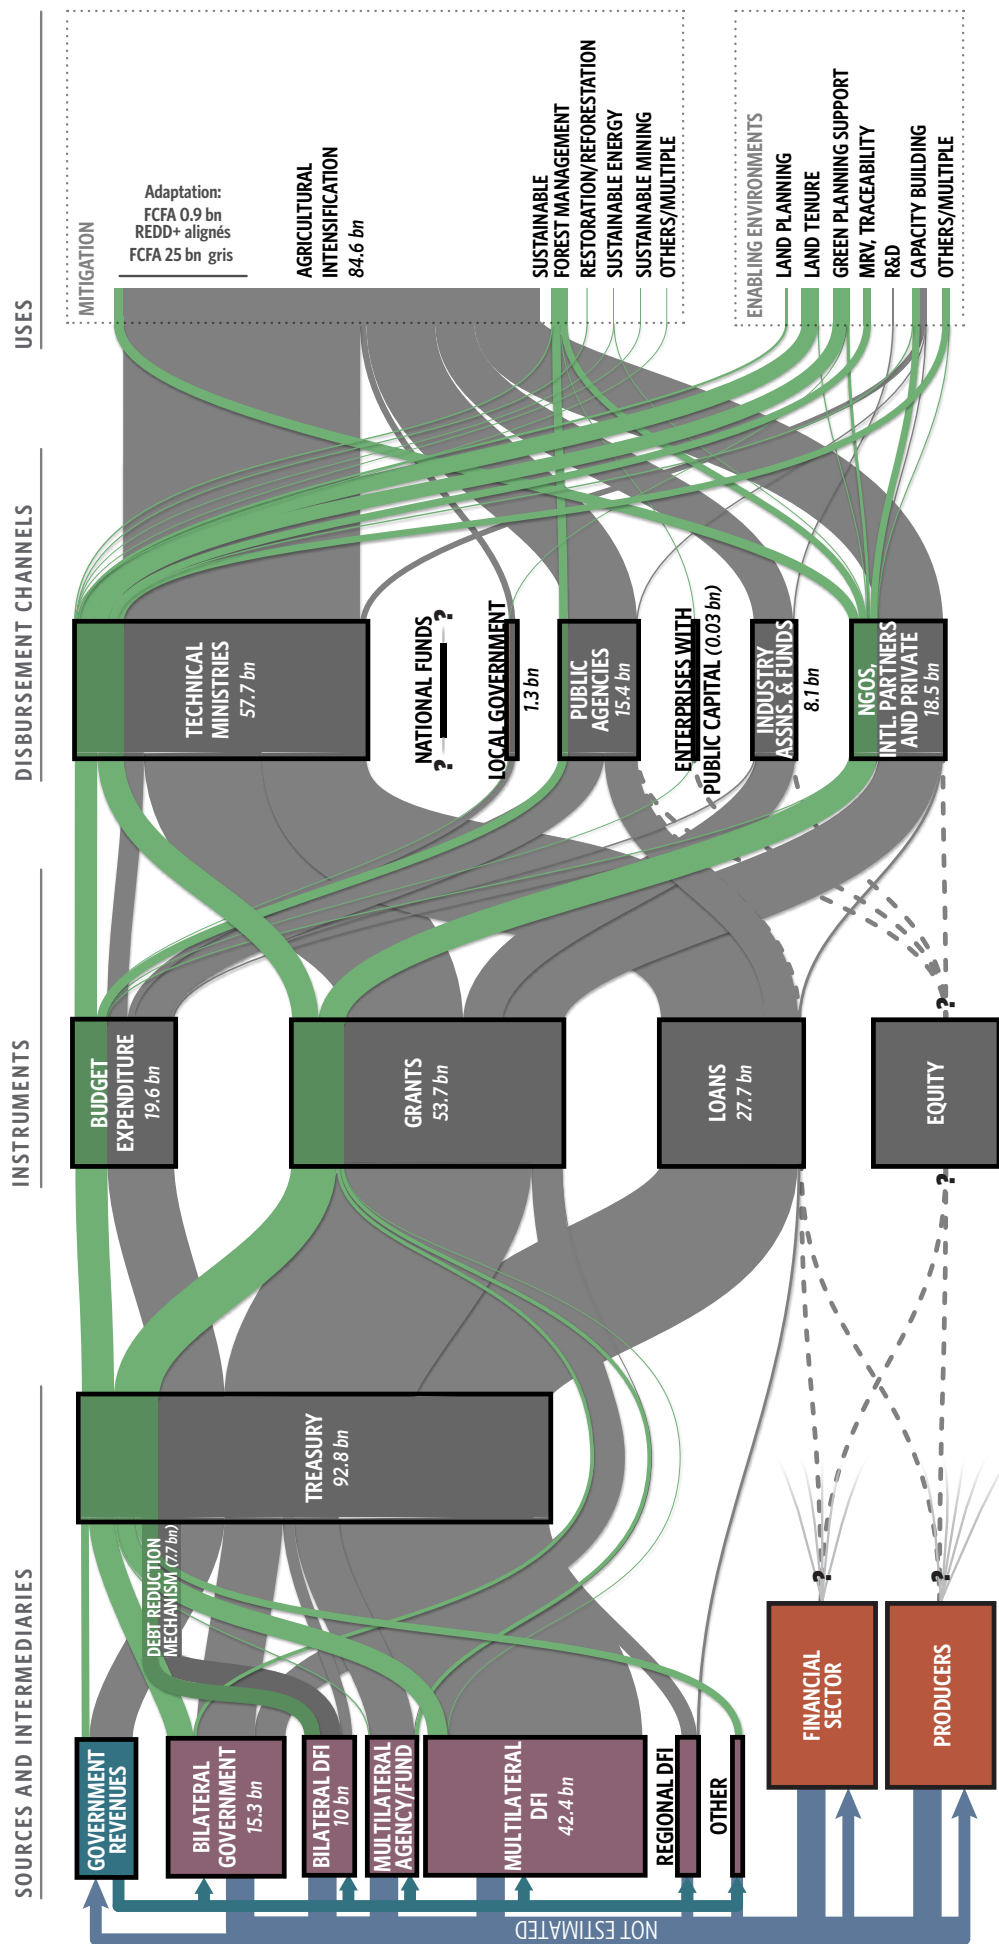 SOURCES AND INTERMEDIARIES
INSTRUMENTS
DISBURSEMENT CHANNELS
USES
GOVERNMENT
REVENUES
BILATERAL
GOVERNMENT
15.3 bn
BILATERAL DFI
10 bn
MULTILATERAL
AGENCY/FUND
MULTILATERAL
DFI
42.4 bn
REGIONAL DFI
OTHER
FINANCIAL
SECTOR
PRODUCERS
NOT ESTIMATED
DEBT REDUCTION
MECHANISM (7.7 bn)
TREASURY
92.8 bn
?
?
BUDGET
EXPENDITURE
19.6 bn
GRANTS
53.7 bn
LOANS
27.7 bn
EQUITY
?
?
TECHNICAL
MINISTRIES
57.7 bn
NATIONAL FUNDS
?
?
LOCAL GOVERNMENT
1.3 bn
PUBLIC
AGENCIES
15.4 bn
ENTERPRISES WITH
PUBLIC CAPITAL (0.03 bn)
INDUSTRY
ASSNS. & FUNDS
8.1 bn
NGOS,
INTL. PARTNERS
AND PRIVATE
18.5 bn
MITIGATION
Adaptation:
FCFA 0.9 bn
REDD+ alignés
FCFA 25 bn gris
AGRICULTURAL
INTENSIFICATION
84.6 bn
SUSTAINABLE
FOREST MANAGEMENT
RESTORATION/REFORESTATION
SUSTAINABLE ENERGY
SUSTAINABLE MINING
OTHERS/MULTIPLE
ENABLING ENVIRONMENTS
LAND PLANNING
LAND TENURE
GREEN PLANNING SUPPORT
MRV, TRACEABILITY
R&D
CAPACITY BUILDING
OTHERS/MULTIPLE